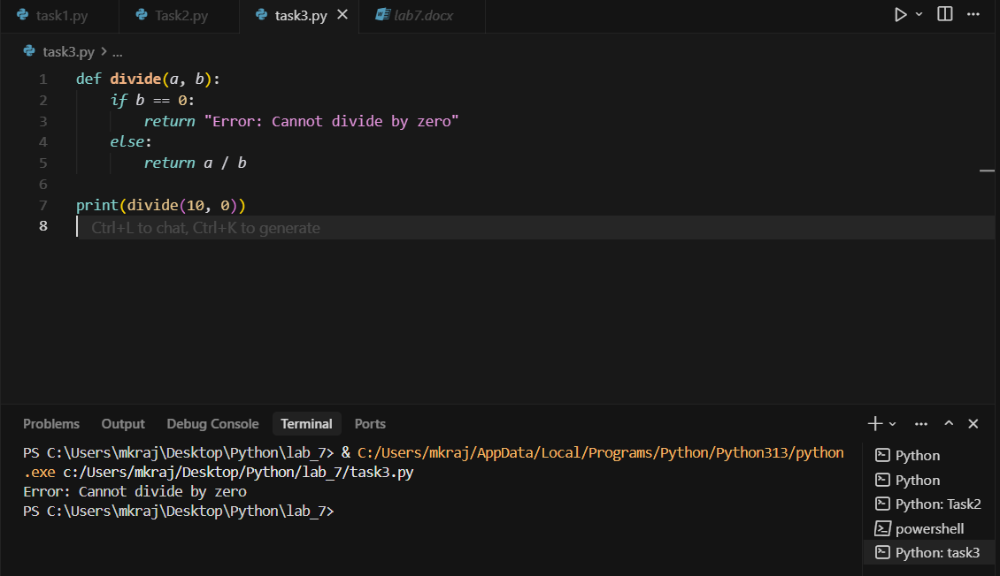 task1.py Task2.py task3.py lab7.docx
task3.py > ...
1 def divide(a, b):
2     if b == 0:
3         return "Error: Cannot divide by zero"
4     else:
5         return a / b
6
7 print(divide(10, 0))
8 Ctrl+L to chat, Ctrl+K to generate
Problems Output Debug Console Terminal Ports
PS C:\Users\mkraj\Desktop\Python\lab_7> & C:/Users/mkraj/AppData/Local/Programs/Python/Python313/python
.exe c:/Users/mkraj/Desktop/Python/lab_7/task3.py
Error: Cannot divide by zero
PS C:\Users\mkraj\Desktop\Python\lab_7>
Python
Python
Python: Task2
powershell
Python: task3